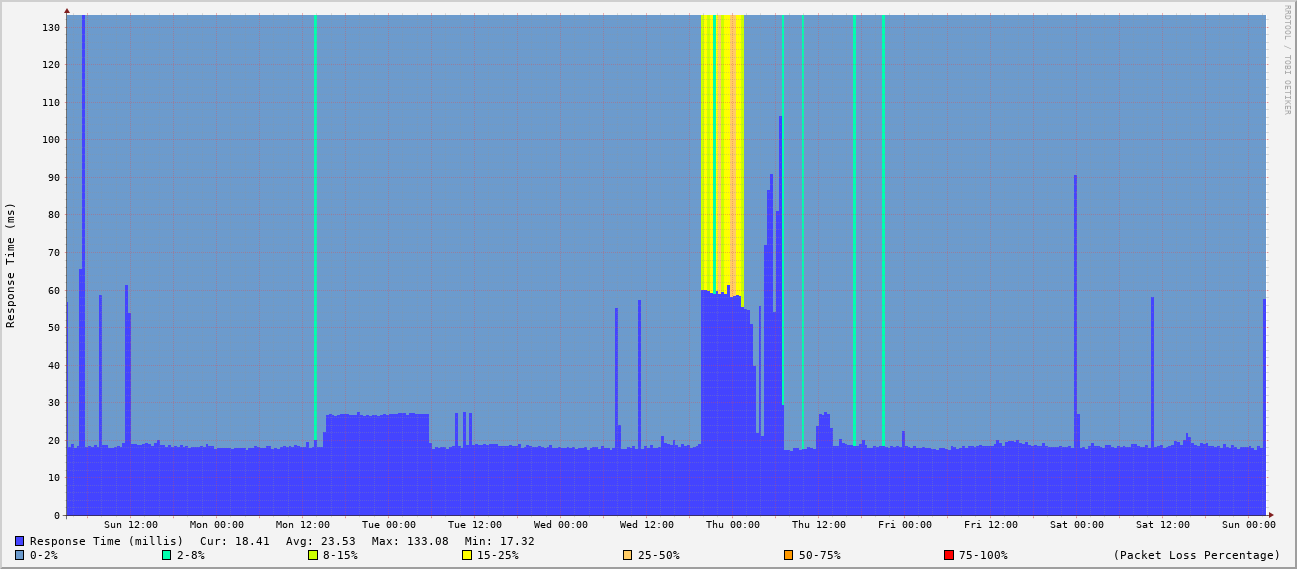 RRDTOOL / TOBI OETIKER
Response Time (ms)
130
120
110
100
90
80
70
60
50
40
30
20
10
0
Sun 12:00 Mon 00:00 Mon 12:00 Tue 00:00 Tue 12:00 Wed 00:00 Wed 12:00 Thu 00:00 Thu 12:00 Fri 00:00 Fri 12:00 Sat 00:00 Sat 12:00 Sun 00:00
Response Time (millis) Cur: 18.41 Avg: 23.53 Max: 133.08 Min: 17.32
0-2% 2-8% 8-15% 15-25% 25-50% 50-75% 75-100% (Packet Loss Percentage)